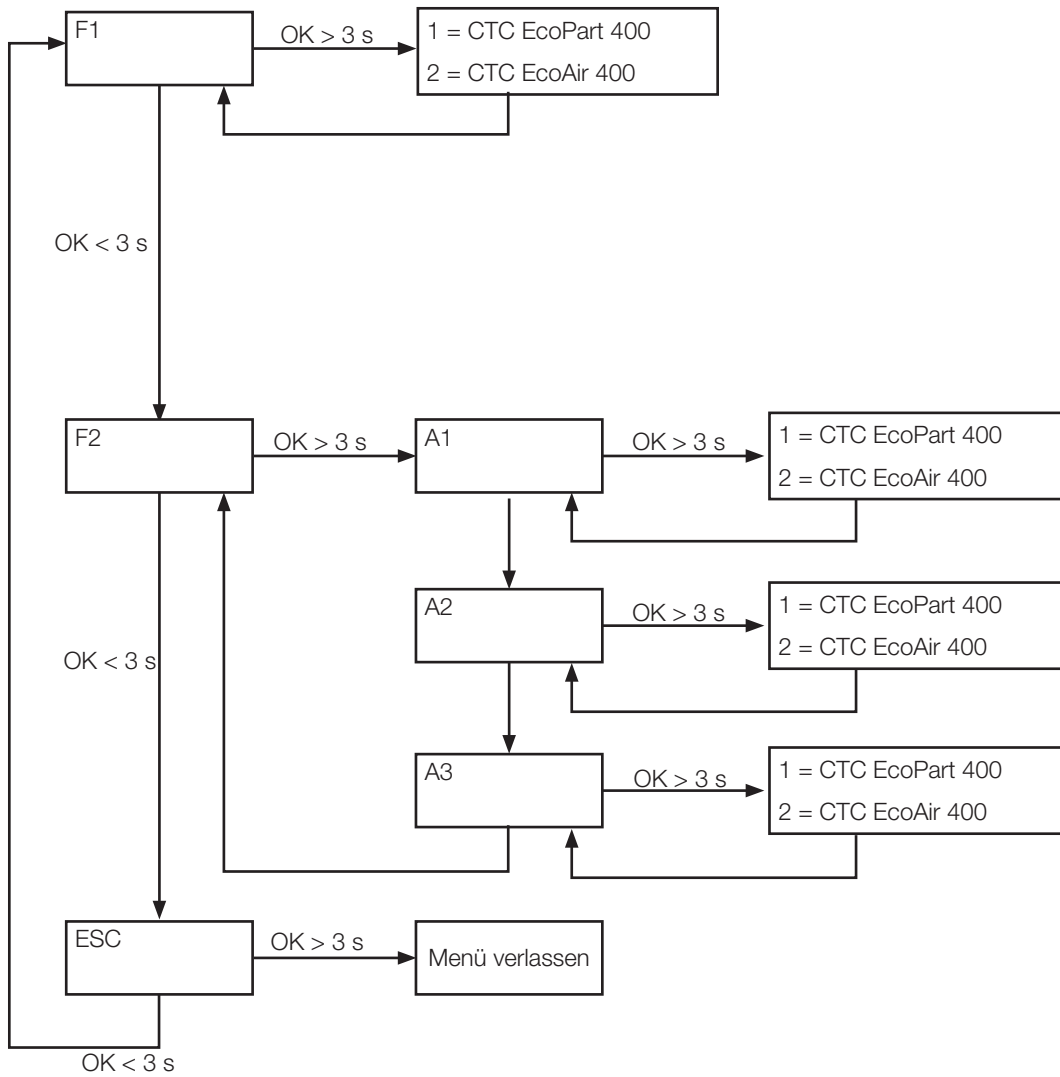 F1
OK > 3 s
1 = CTC EcoPart 400
2 = CTC EcoAir 400
OK < 3 s
F2
OK > 3 s
A1
OK > 3 s
1 = CTC EcoPart 400
2 = CTC EcoAir 400
A2
OK > 3 s
1 = CTC EcoPart 400
2 = CTC EcoAir 400
OK < 3 s
A3
OK > 3 s
1 = CTC EcoPart 400
2 = CTC EcoAir 400
ESC
OK > 3 s
Menü verlassen
OK < 3 s